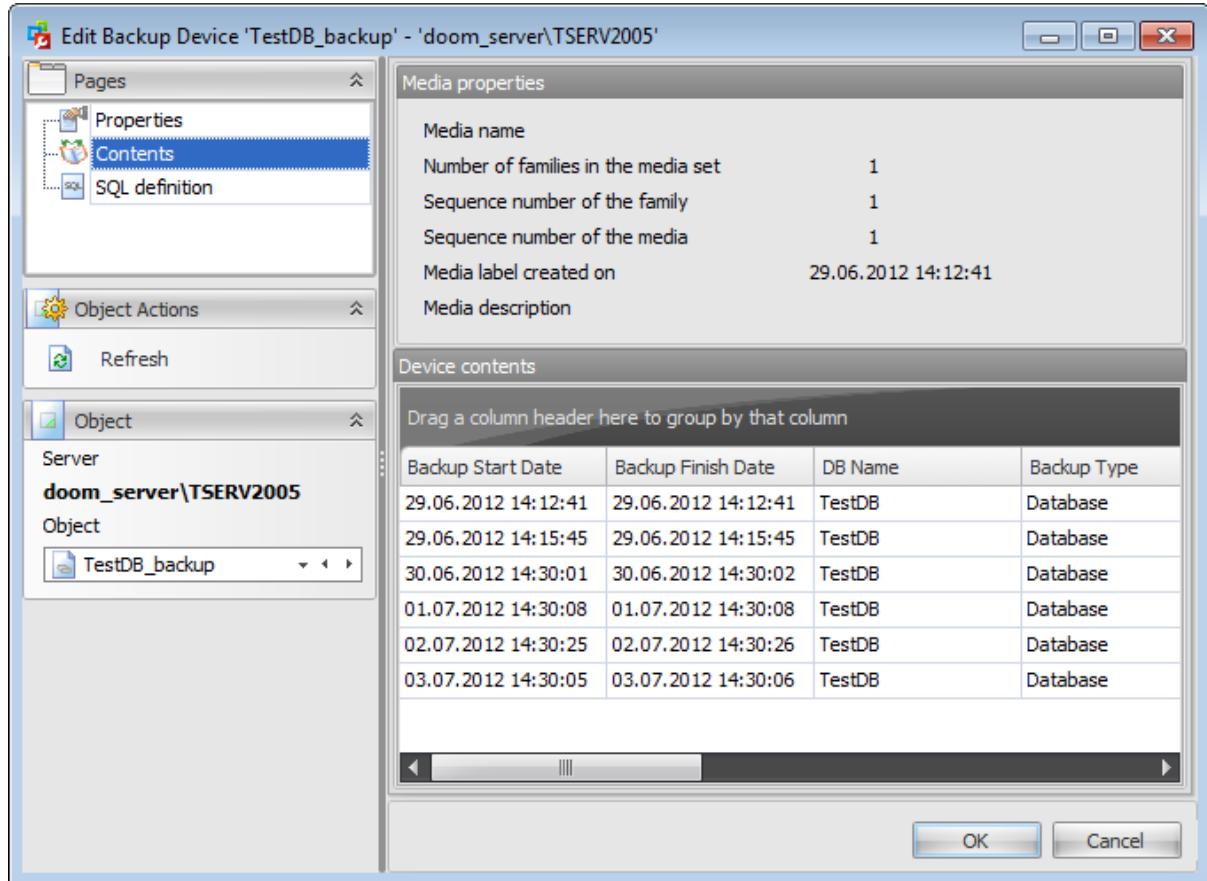 Edit Backup Device 'TestDB_backup' - 'doom_server\TSERV2005'
Pages
Properties
Contents
SQL definition
Object Actions
Refresh
Object
Server
doom_server\TSERV2005
Object
TestDB_backup
Media properties
Media name
Number of families in the media set 1
Sequence number of the family 1
Sequence number of the media 1
Media label created on 29.06.2012 14:12:41
Media description
Device contents
Drag a column header here to group by that column
Backup Start Date Backup Finish Date DB Name Backup Type
29.06.2012 14:12:41 29.06.2012 14:12:41 TestDB Database
29.06.2012 14:15:45 29.06.2012 14:15:45 TestDB Database
30.06.2012 14:30:01 30.06.2012 14:30:02 TestDB Database
01.07.2012 14:30:08 01.07.2012 14:30:08 TestDB Database
02.07.2012 14:30:25 02.07.2012 14:30:26 TestDB Database
03.07.2012 14:30:05 03.07.2012 14:30:06 TestDB Database
OK Cancel